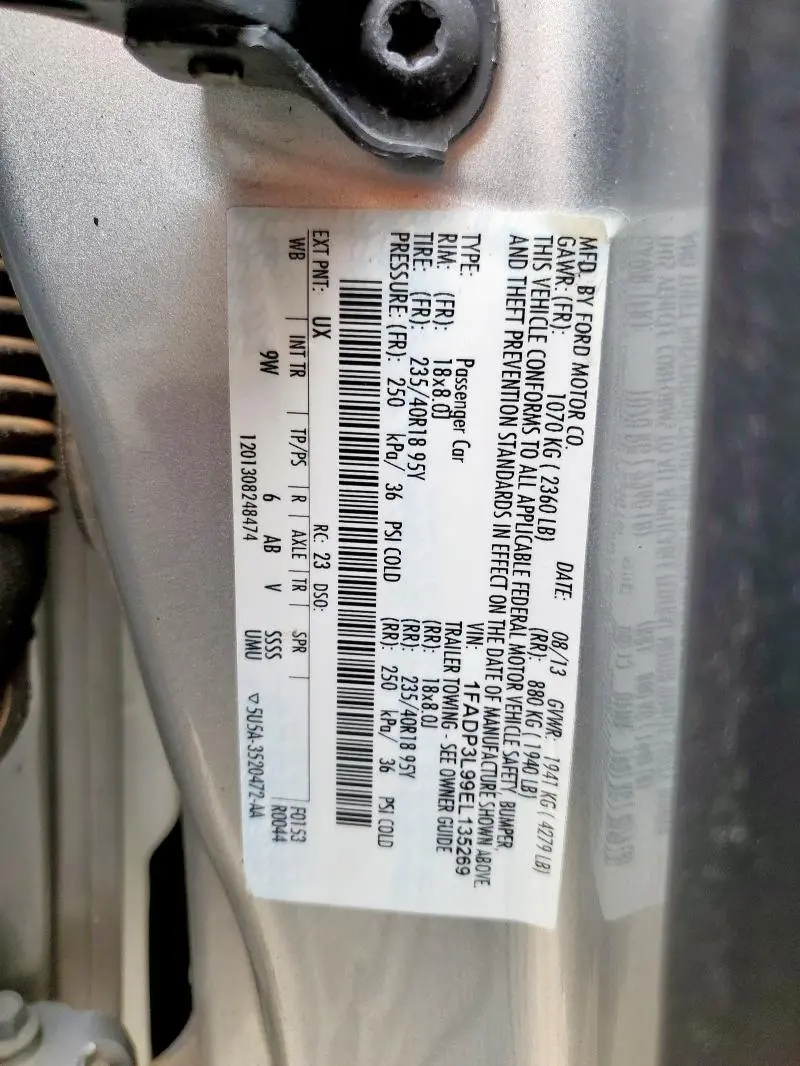 MFD. BY FORD MOTOR CO.
DATE: 08/13 GVWR: 1941 KG ( 4279 LB)
GAWR: (FR): 1070 KG ( 2360 LB) (RR): 880 KG ( 1940 LB)
THIS VEHICLE CONFORMS TO ALL APPLICABLE FEDERAL MOTOR VEHICLE SAFETY, BUMPER,
AND THEFT PREVENTION STANDARDS IN EFFECT ON THE DATE OF MANUFACTURE SHOWN ABOVE
VIN: 1FADP3L99EL135269
TYPE: Passenger Car TRAILER TOWING - SEE OWNER GUIDE
RIM: (FR): 18x8.0J (RR): 18x8.0J
TIRE: (FR): 235/40R18 95Y (RR): 235/40R18 95Y
PRESSURE: (FR): 250 kPa/ 36 PSI COLD (RR): 250 kPa/ 36 PSI COLD
EXT PNT: UX RC: 23 DSO: F0153
WB INT TR TP/PS R AXLE TR SPR R0044
9W 6 AB V SSSS
1201308248474 UMU ▽5U5A-3520472-AA